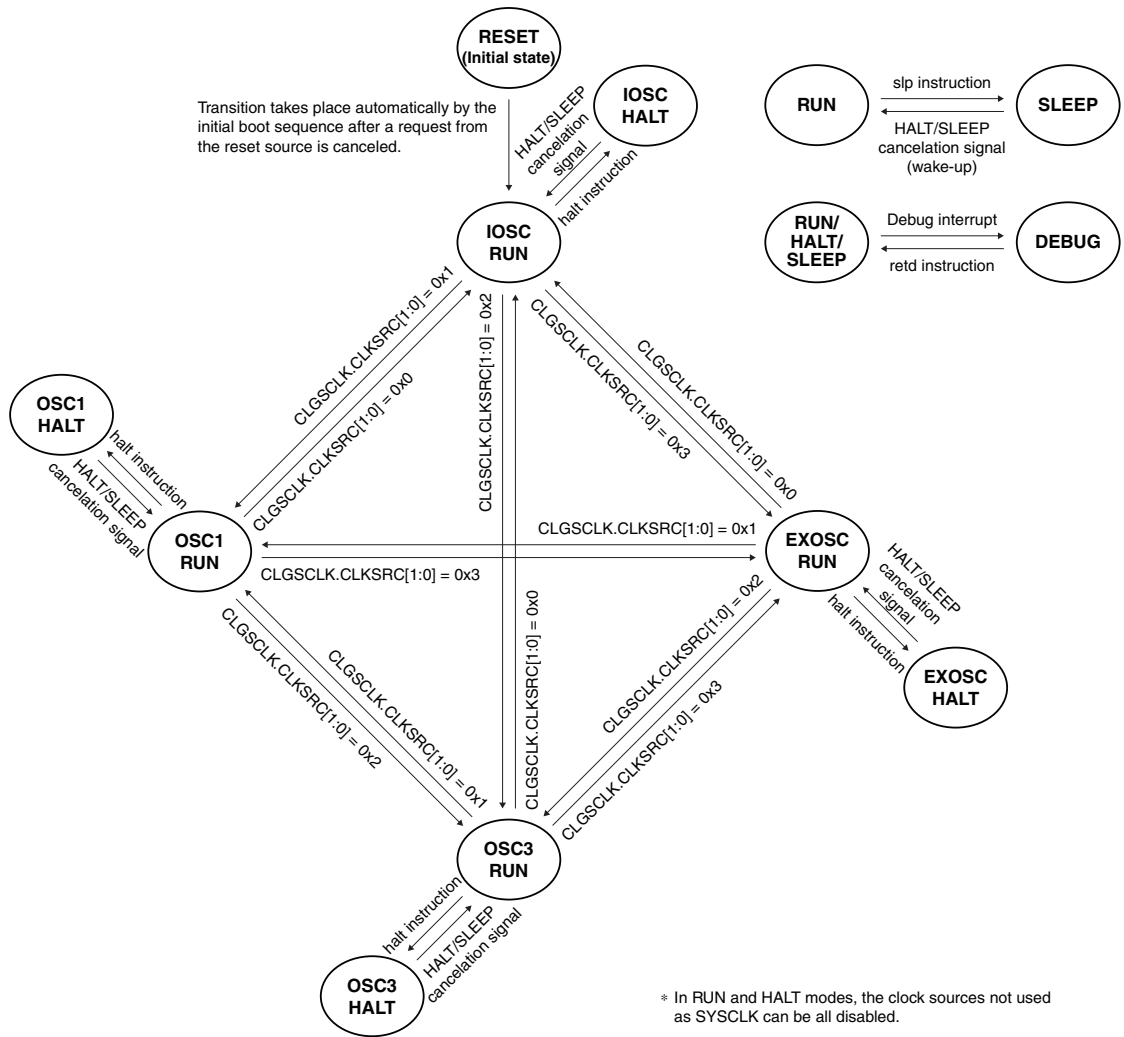 RESET
(Initial state)
Transition takes place automatically by the
initial boot sequence after a request from
the reset source is canceled.
HALT/SLEEP
cancelation
signal
IOSC
HALT
halt instruction
IOSC
RUN
RUN
slp instruction
HALT/SLEEP
cancelation signal
(wake-up)
SLEEP
RUN/
HALT/
SLEEP
Debug interrupt
retd instruction
DEBUG
CLGSCLK.CLKSRC[1:0] = 0x1
CLGSCLK.CLKSRC[1:0] = 0x0
CLGSCLK.CLKSRC[1:0] = 0x2
CLGSCLK.CLKSRC[1:0] = 0x0
CLGSCLK.CLKSRC[1:0] = 0x3
CLGSCLK.CLKSRC[1:0] = 0x0
OSC1
HALT
halt instruction
HALT/SLEEP
cancelation signal
OSC1
RUN
CLGSCLK.CLKSRC[1:0] = 0x1
CLGSCLK.CLKSRC[1:0] = 0x3
EXOSC
RUN
HALT/SLEEP
cancelation
signal
halt instruction
EXOSC
HALT
CLGSCLK.CLKSRC[1:0] = 0x1
CLGSCLK.CLKSRC[1:0] = 0x2
CLGSCLK.CLKSRC[1:0] = 0x2
CLGSCLK.CLKSRC[1:0] = 0x3
OSC3
RUN
halt instruction
HALT/SLEEP
cancelation signal
OSC3
HALT
* In RUN and HALT modes, the clock sources not used
as SYSCLK can be all disabled.